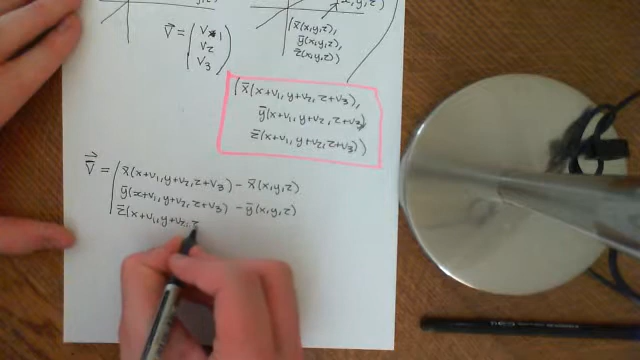 (x,y,z)
(x̄(x,y,z),
ȳ(x,y,z),
z̄(x,y,z))
v⃗ = (v1
v2
v3)
(x̄(x+v1, y+v2, z+v3),
ȳ(x+v1, y+v2, z+v3),
z̄(x+v1, y+v2, z+v3))
v⃗ = (x̄(x+v1, y+v2, z+v3) − x̄(x,y,z)
ȳ(x+v1, y+v2, z+v3) − ȳ(x,y,z)
z̄(x+v1, y+v2, z